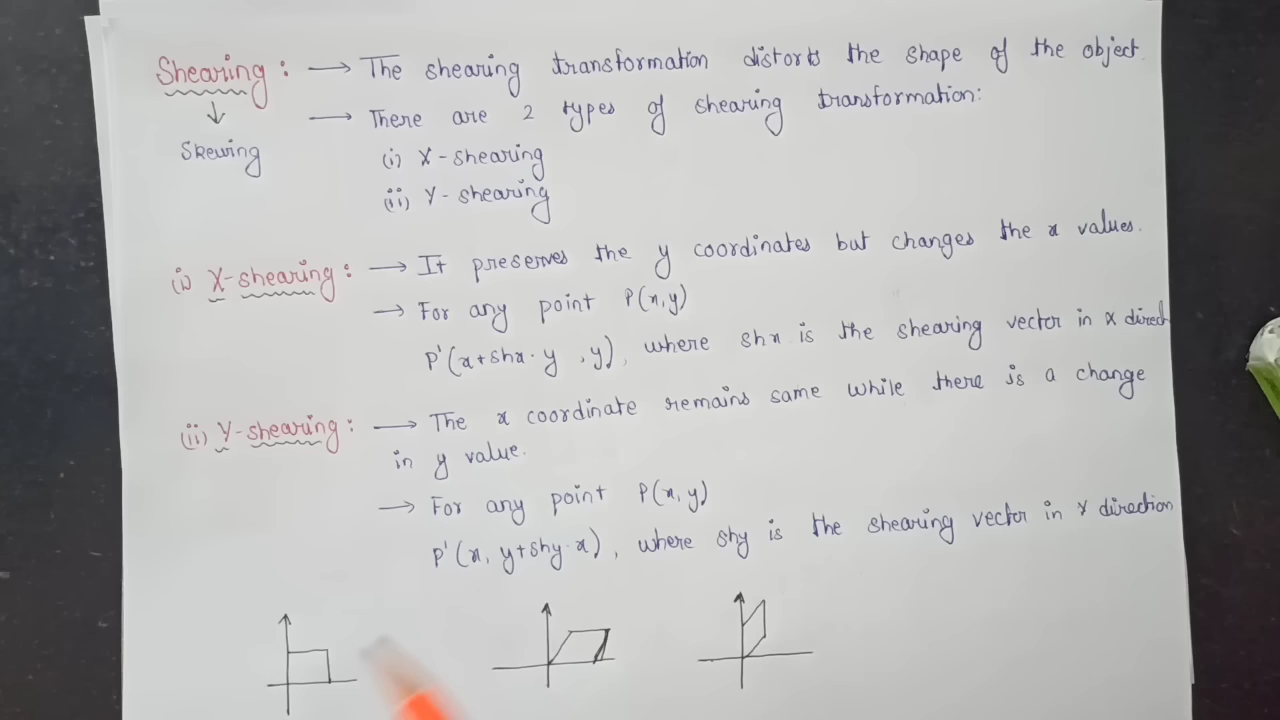 Shearing : → The shearing transformation distorts the shape of the object
↓ → There are 2 types of shearing transformation:
Skewing (i) X-shearing
(ii) Y-shearing
(i) X-shearing : → It preserves the y coordinates but changes the x values.
→ For any point P(x,y)
P'(x+shx·y , y), where shx is the shearing vector in X direct
(ii) Y-shearing : → The x coordinate remains same while there is a change
in y value.
→ For any point P(x,y)
P'(x, y+shy·x), where shy is the shearing vector in Y direction